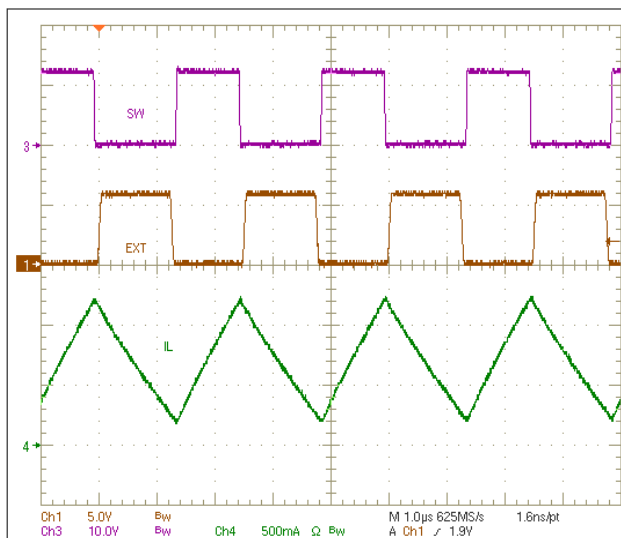 SW
3
EXT
1
IL
4
Ch1 5.0V Bw M 1.0µs 625MS/s 1.6ns/pt
Ch3 10.0V Bw Ch4 500mA Ω Bw A Ch1 ⁄ 1.9V